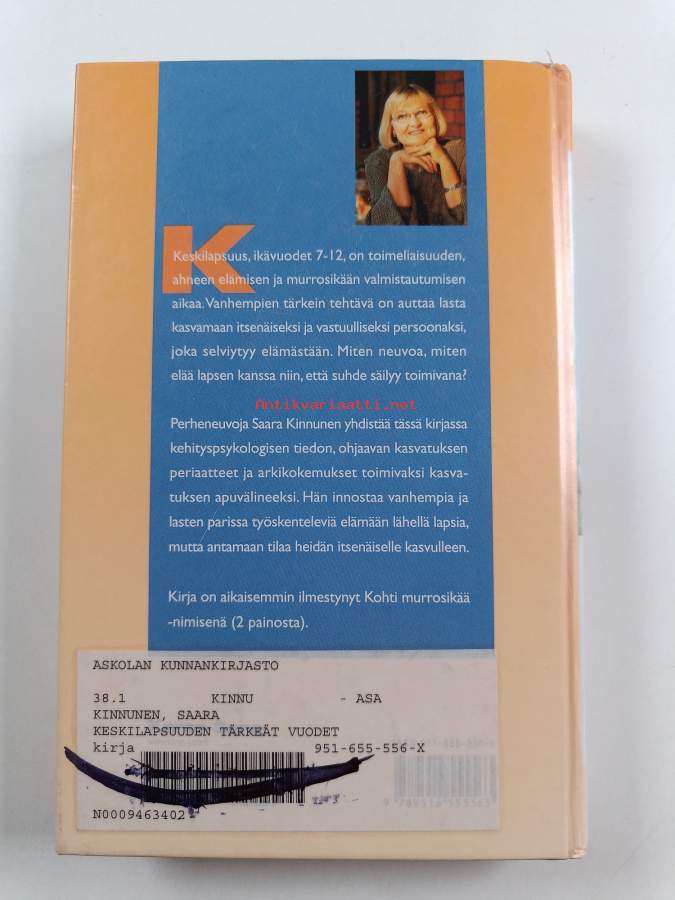 Keskilapsuus, ikävuodet 7-12, on toimeliaisuuden,
ahneen elämisen ja murrosikään valmistautumisen
aikaa. Vanhempien tärkein tehtävä on auttaa lasta
kasvamaan itsenäiseksi ja vastuulliseksi persoonaksi,
joka selviytyy elämästään. Miten neuvoa, miten
elää lapsen kanssa niin, että suhde säilyy toimivana?
Antikvariaatti.net
Perheneuvoja Saara Kinnunen yhdistää tässä kirjassa
kehityspsykologisen tiedon, ohjaavan kasvatuksen
periaatteet ja arkikokemukset toimivaksi kasva-
tuksen apuvälineeksi. Hän innostaa vanhempia ja
lasten parissa työskenteleviä elämään lähellä lapsia,
mutta antamaan tilaa heidän itsenäiselle kasvulleen.
Kirja on aikaisemmin ilmestynyt Kohti murrosikää
-nimisenä (2 painosta).
ASKOLAN KUNNANKIRJASTO
38.1 KINNU - ASA
KINNUNEN, SAARA
KESKILAPSUUDEN TÄRKEÄT VUODET
kirja 951-655-556-X
N0009463402